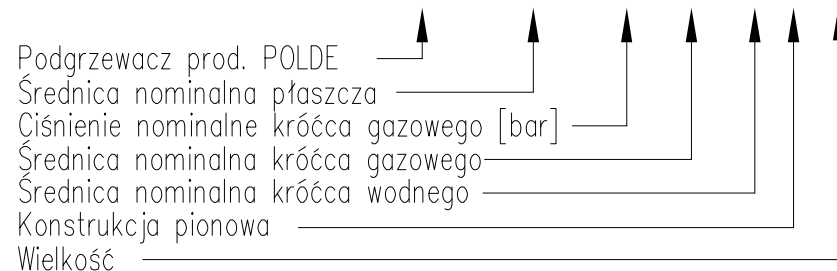 Podgrzewacz prod. POLDE
Średnica nominalna płaszcza
Ciśnienie nominalne króćca gazowego [bar]
Średnica nominalna króćca gazowego
Średnica nominalna króćca wodnego
Konstrukcja pionowa
Wielkość